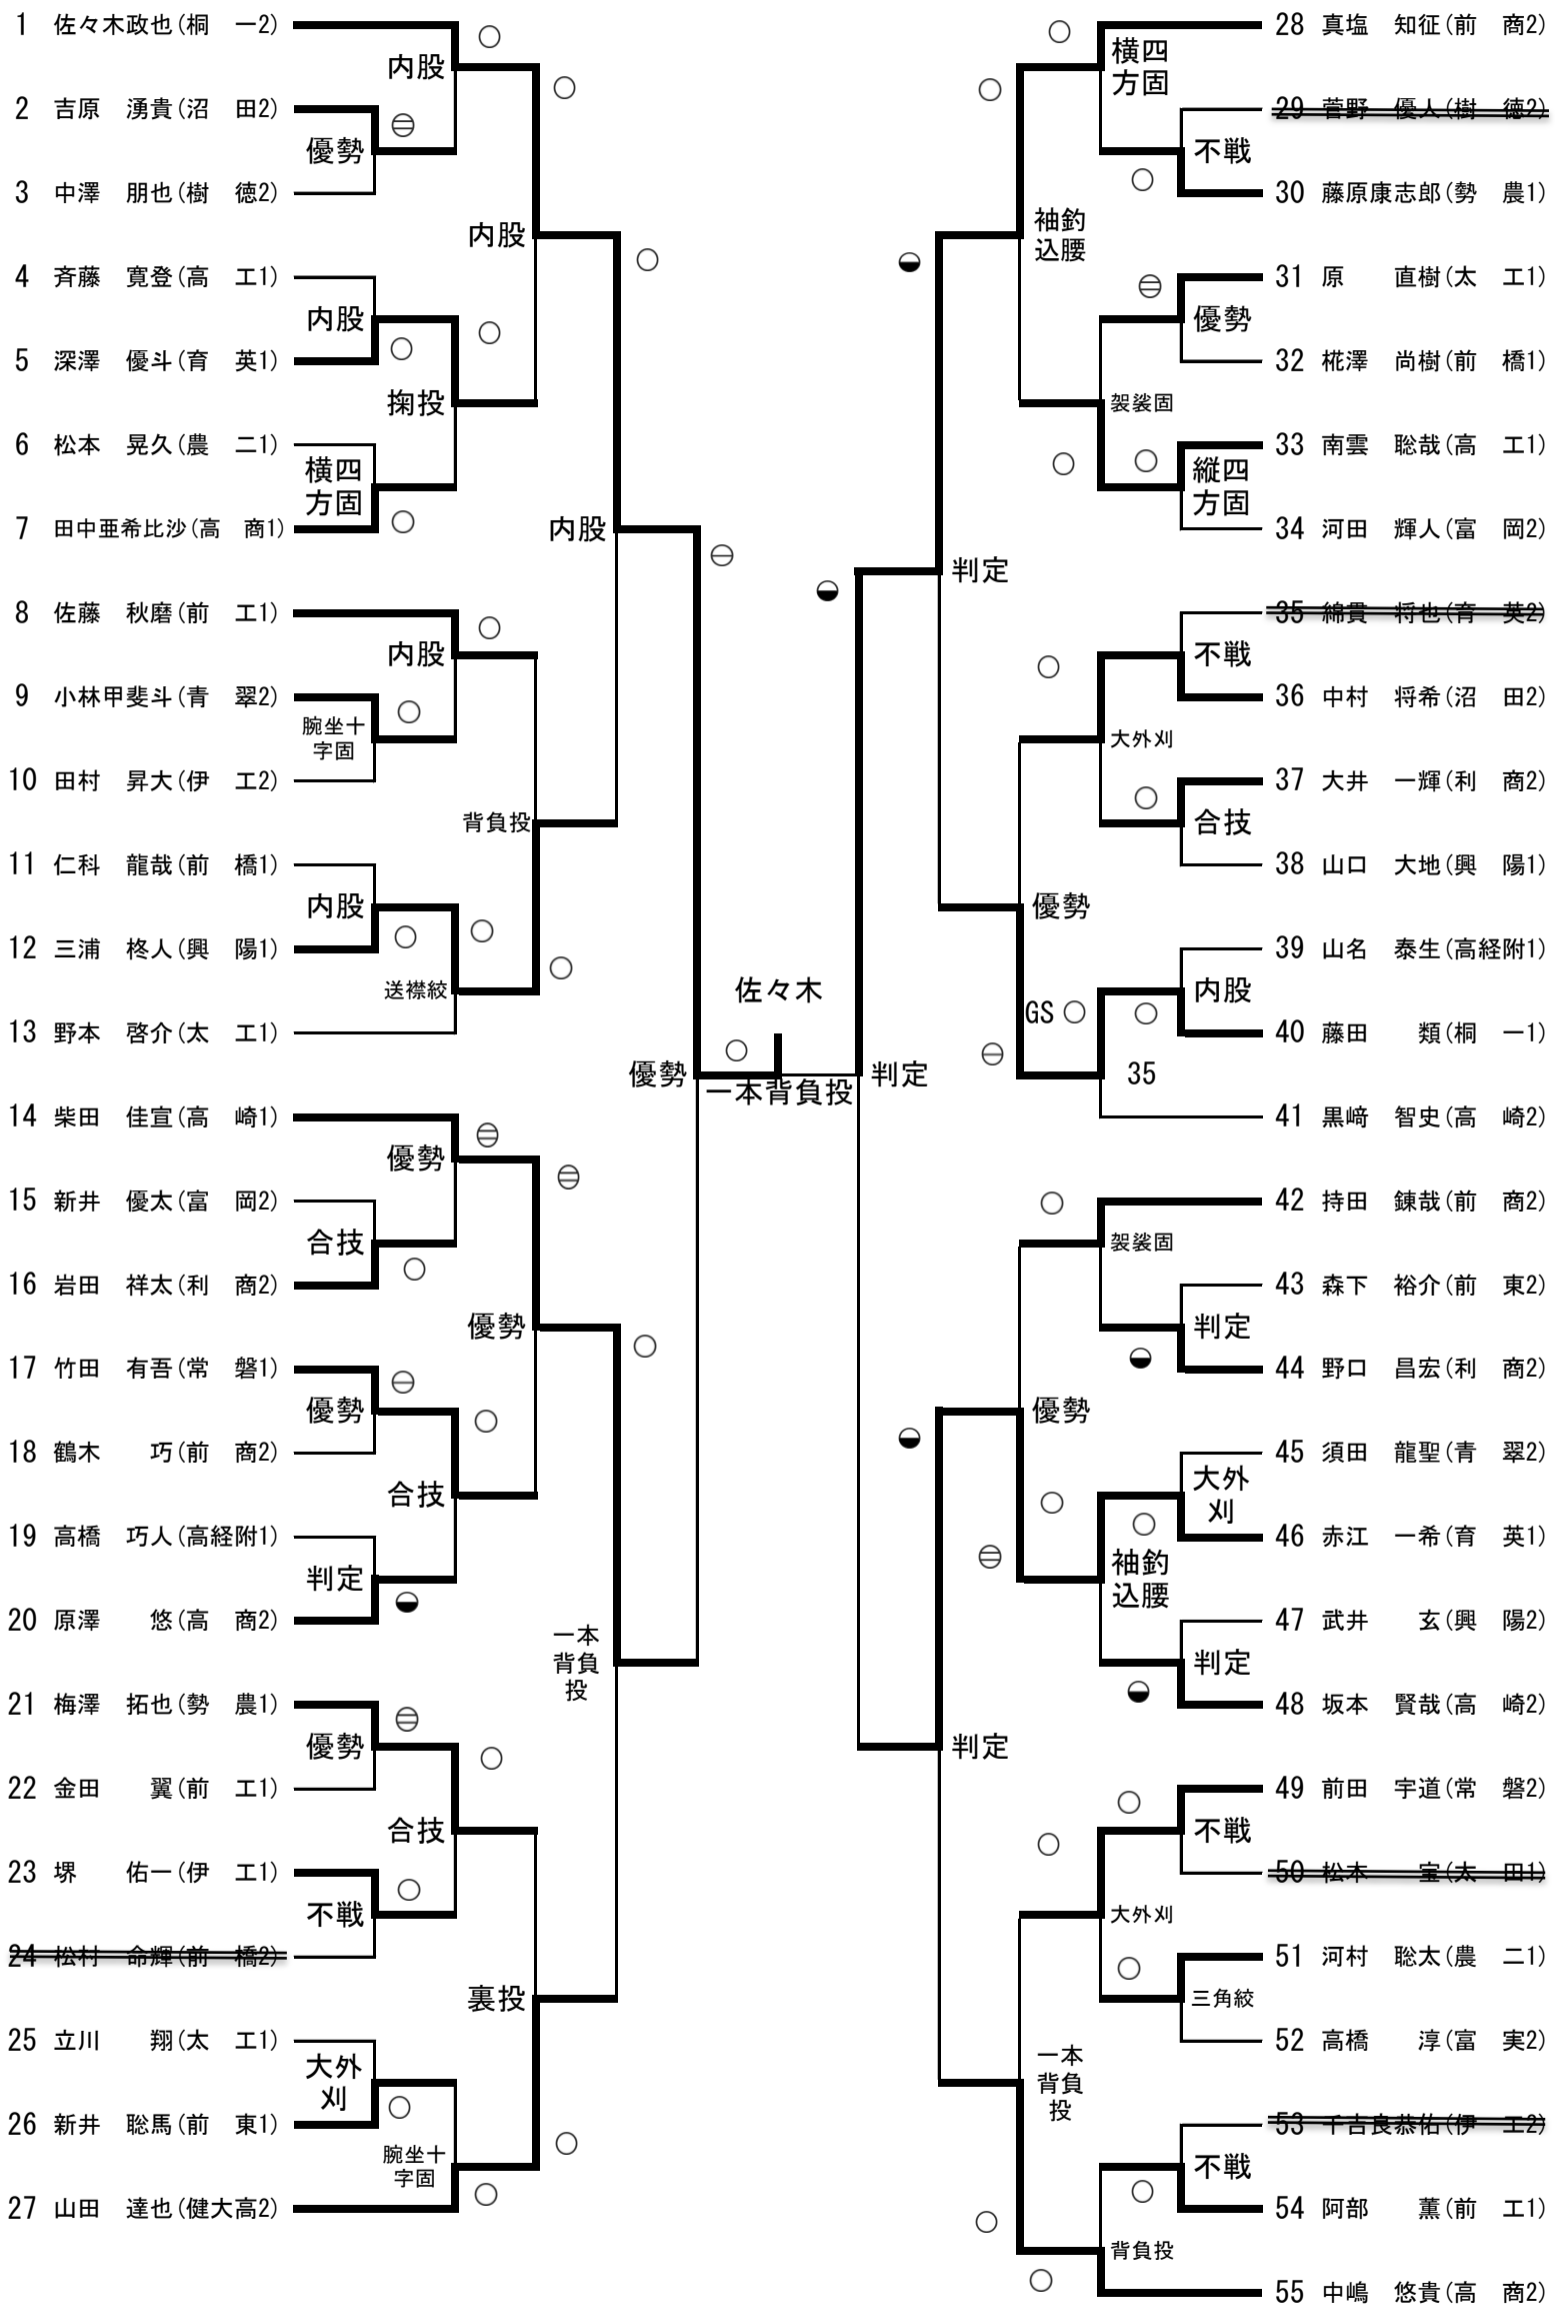 1 佐々木政也(桐　一2)
内股
2 吉原　湧貴(沼　田2)
優勢
3 中澤　朋也(樹　徳2)
内股
4 斉藤　寛登(高　工1)
内股
5 深澤　優斗(育　英1)
掬投
6 松本　晃久(農　二1)
横四
方固
7 田中亜希比沙(高　商1)
内股
8 佐藤　秋磨(前　工1)
内股
9 小林甲斐斗(青　翠2)
腕坐十
字固
10 田村　昇大(伊　工2)
背負投
11 仁科　龍哉(前　橋1)
内股
12 三浦　柊人(興　陽1)
送襟絞
13 野本　啓介(太　工1)
優勢
14 柴田　佳宣(高　崎1)
優勢
15 新井　優太(富　岡2)
合技
16 岩田　祥太(利　商2)
優勢
17 竹田　有吾(常　磐1)
優勢
18 鶴木　　巧(前　商2)
合技
19 高橋　巧人(高経附1)
判定
20 原澤　　悠(高　商2)
一本
背負
投
21 梅澤　拓也(勢　農1)
優勢
22 金田　　翼(前　工1)
合技
23 堺　　佑一(伊　工1)
不戦
24 松村　命輝(前　橋2)
裏投
25 立川　　翔(太　工1)
大外
刈
26 新井　聡馬(前　東1)
腕坐十
字固
27 山田　達也(健大高2)
佐々木
一本背負投
28 真塩　知征(前　商2)
横四
方固
29 菅野　優人(樹　徳2)
不戦
30 藤原康志郎(勢　農1)
袖釣
込腰
31 原　　直樹(太　工1)
優勢
32 椛澤　尚樹(前　橋1)
袈裟固
33 南雲　聡哉(高　工1)
縦四
方固
34 河田　輝人(富　岡2)
判定
35 綿貫　将也(育　英2)
不戦
36 中村　将希(沼　田2)
大外刈
37 大井　一輝(利　商2)
合技
38 山口　大地(興　陽1)
優勢
39 山名　泰生(高経附1)
内股
40 藤田　　類(桐　一1)
GS
35
判定
41 黒﨑　智史(高　崎2)
42 持田　錬哉(前　商2)
袈裟固
43 森下　裕介(前　東2)
判定
44 野口　昌宏(利　商2)
優勢
45 須田　龍聖(青　翠2)
大外
刈
46 赤江　一希(育　英1)
袖釣
込腰
47 武井　　玄(興　陽2)
判定
48 坂本　賢哉(高　崎2)
判定
49 前田　宇道(常　磐2)
不戦
50 松本　　宝(太　田1)
大外刈
51 河村　聡太(農　二1)
三角絞
52 高橋　　淳(富　実2)
一本
背負
投
53 千吉良恭佑(伊　工2)
不戦
54 阿部　　薫(前　工1)
背負投
55 中嶋　悠貴(高　商2)